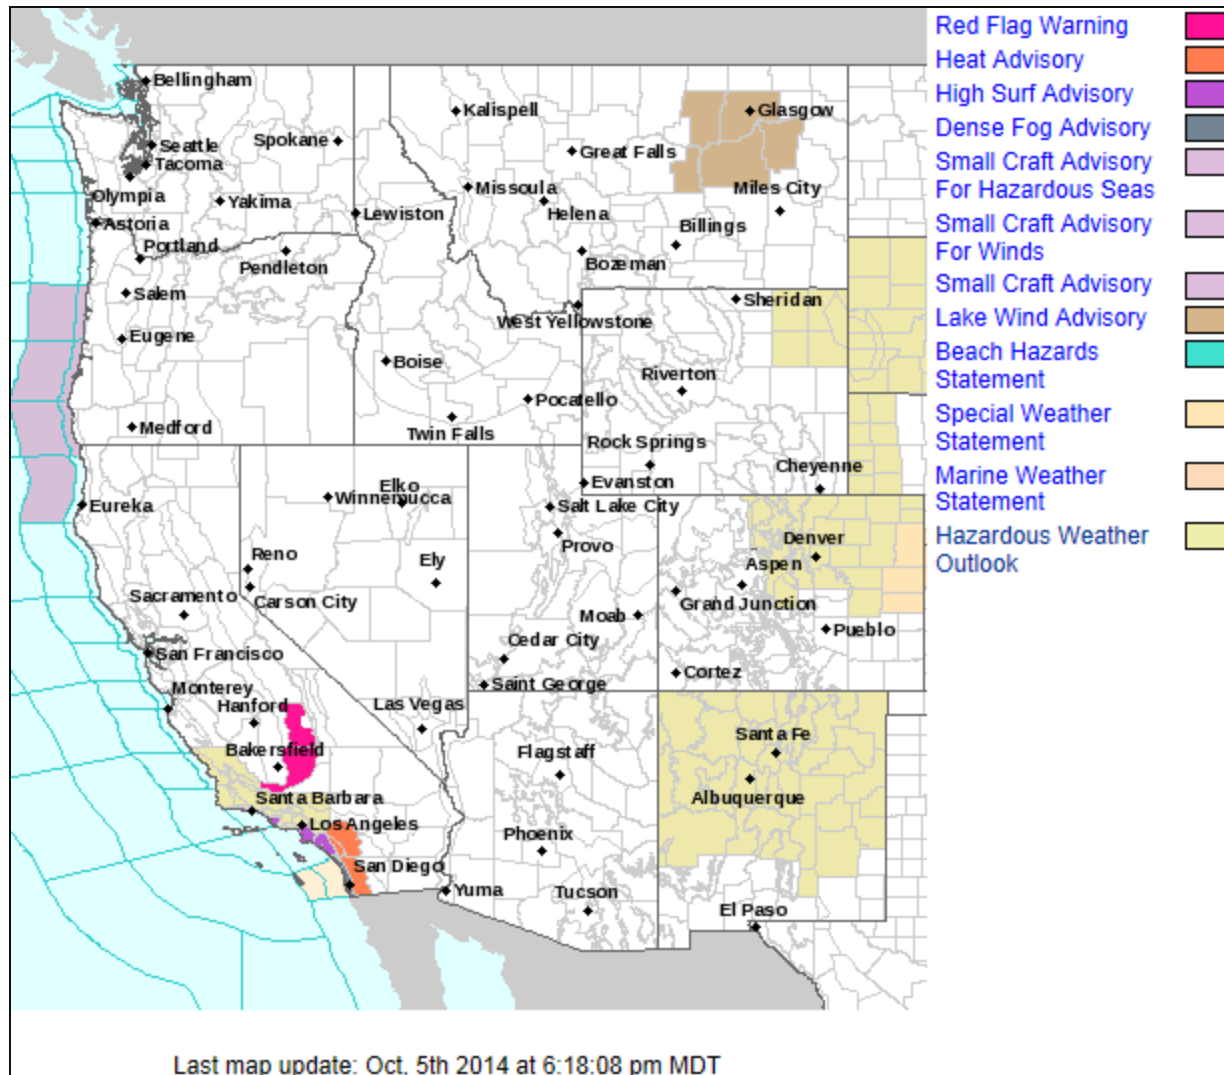 Bellingham
Kalispell
Glasgow
Seattle
Spokane
Great Falls
Tacoma
Olympia
Yakima
Missoula
Miles City
Astoria
Lewiston
Helena
Billings
Portland
Pendleton
Bozeman
Salem
Sheridan
West Yellowstone
Eugene
Boise
Riverton
Pocatello
Medford
Twin Falls
Rock Springs
Cheyenne
Elko
Winnemucca
Evanston
Eureka
Salt Lake City
Provo
Denver
Reno
Ely
Aspen
Sacramento
Carson City
Grand Junction
Moab
Pueblo
San Francisco
Cedar City
Cortez
Monterey
Saint George
Hanford
Las Vegas
Bakersfield
Flagstaff
Santa Fe
Santa Barbara
Albuquerque
Los Angeles
Phoenix
San Diego
Yuma
Tucson
El Paso
Red Flag Warning
Heat Advisory
High Surf Advisory
Dense Fog Advisory
Small Craft Advisory
For Hazardous Seas
Small Craft Advisory
For Winds
Small Craft Advisory
Lake Wind Advisory
Beach Hazards
Statement
Special Weather
Statement
Marine Weather
Statement
Hazardous Weather
Outlook
Last map update: Oct, 5th 2014 at 6:18:08 pm MDT